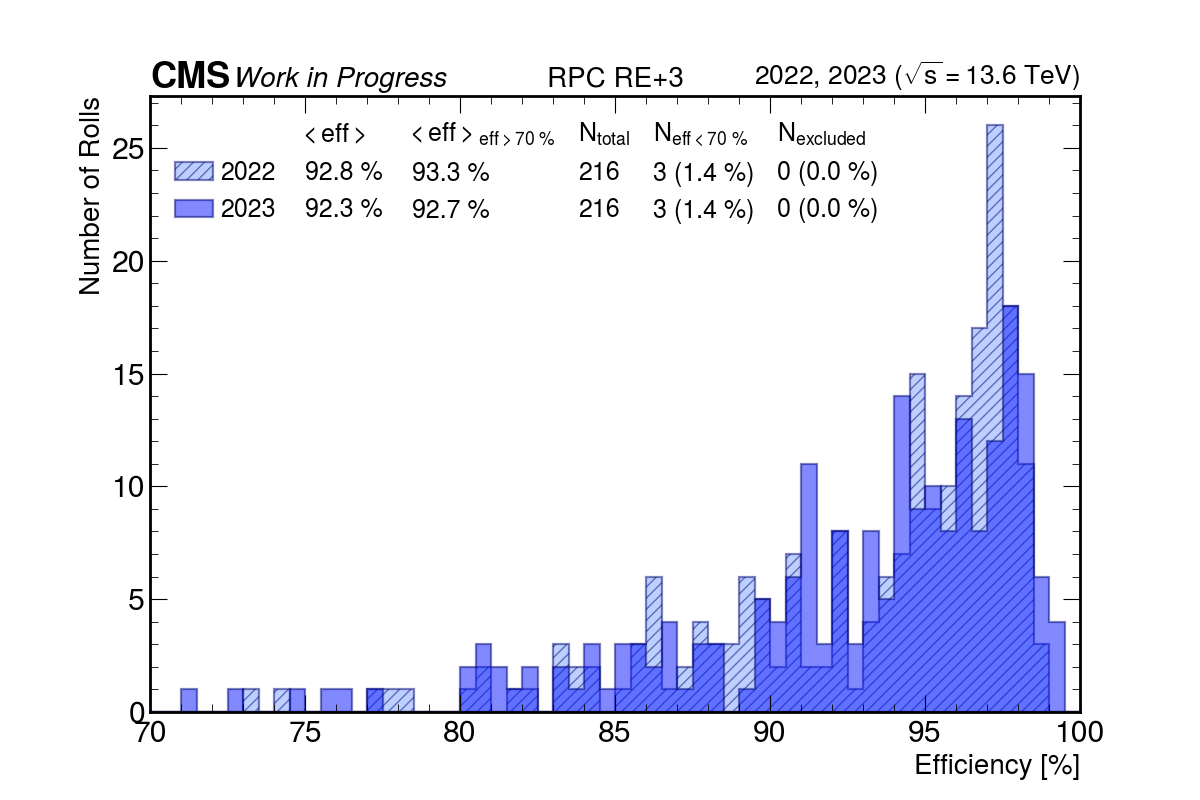 CMS Work in Progress RPC RE+3 2022, 2023 (√s = 13.6 TeV)
Number of Rolls
< eff > < eff > eff > 70 % Ntotal Neff < 70 % Nexcluded
2022 92.8 % 93.3 % 216 3 (1.4 %) 0 (0.0 %)
2023 92.3 % 92.7 % 216 3 (1.4 %) 0 (0.0 %)
25
20
15
10
5
0
70 75 80 85 90 95 100
Efficiency [%]